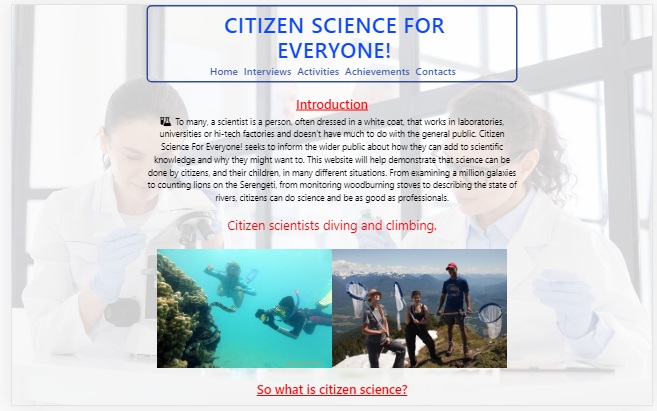 CITIZEN SCIENCE FOR
EVERYONE!
Home Interviews Activities Achievements Contacts
Introduction
To many, a scientist is a person, often dressed in a white coat, that works in laboratories,
universities or hi-tech factories and doesn't have much to do with the general public. Citizen
Science For Everyone! seeks to inform the wider public about how they can add to scientific
knowledge and why they might want to. This website will help demonstrate that science can be
done by citizens, and their children, in many different situations. From examining a million galaxies
to counting lions on the Serengeti, from monitoring woodburning stoves to describing the state of
rivers, citizens can do science and be as good as professionals.
Citizen scientists diving and climbing.
So what is citizen science?